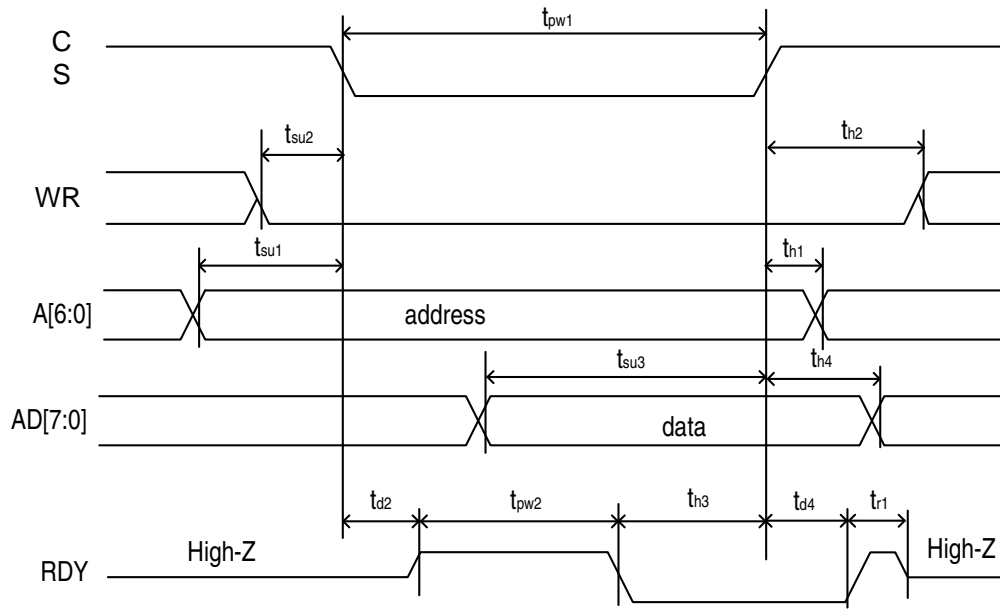 tpw1
C
S
tsu2
th2
WR
tsu1
th1
A[6:0]
address
tsu3
th4
AD[7:0]
data
td2
tpw2
th3
td4
tr1
High-Z
High-Z
RDY